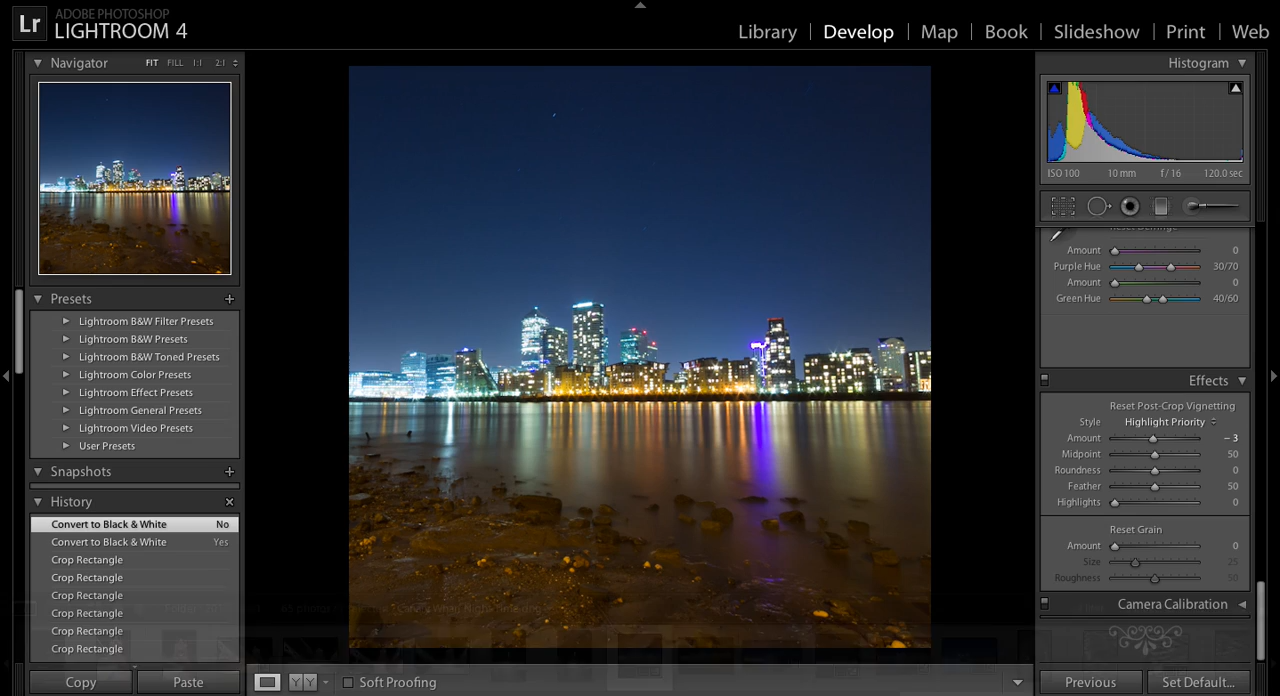 Lr
ADOBE PHOTOSHOP
LIGHTROOM 4
Library
Develop
Map
Book
Slideshow
Print
Web
Navigator
FIT FILL 1:1 2:1
Presets
Lightroom B&W Filter Presets
Lightroom B&W Presets
Lightroom B&W Toned Presets
Lightroom Color Presets
Lightroom Effect Presets
Lightroom General Presets
Lightroom Video Presets
User Presets
Snapshots
History
Convert to Black & White No
Convert to Black & White Yes
Crop Rectangle
Crop Rectangle
Crop Rectangle
Crop Rectangle
Crop Rectangle
Crop Rectangle
Copy
Paste
YY
Soft Proofing
Histogram
ISO 100 10 mm f/16 120.0 sec
Amount 0
Purple Hue 30/70
Amount 0
Green Hue 40/60
Effects
Reset Post-Crop Vignetting
Style Highlight Priority
Amount – 3
Midpoint 50
Roundness 0
Feather 50
Highlights 0
Reset Grain
Amount 0
Size 25
Roughness 50
Camera Calibration
Previous
Set Default...